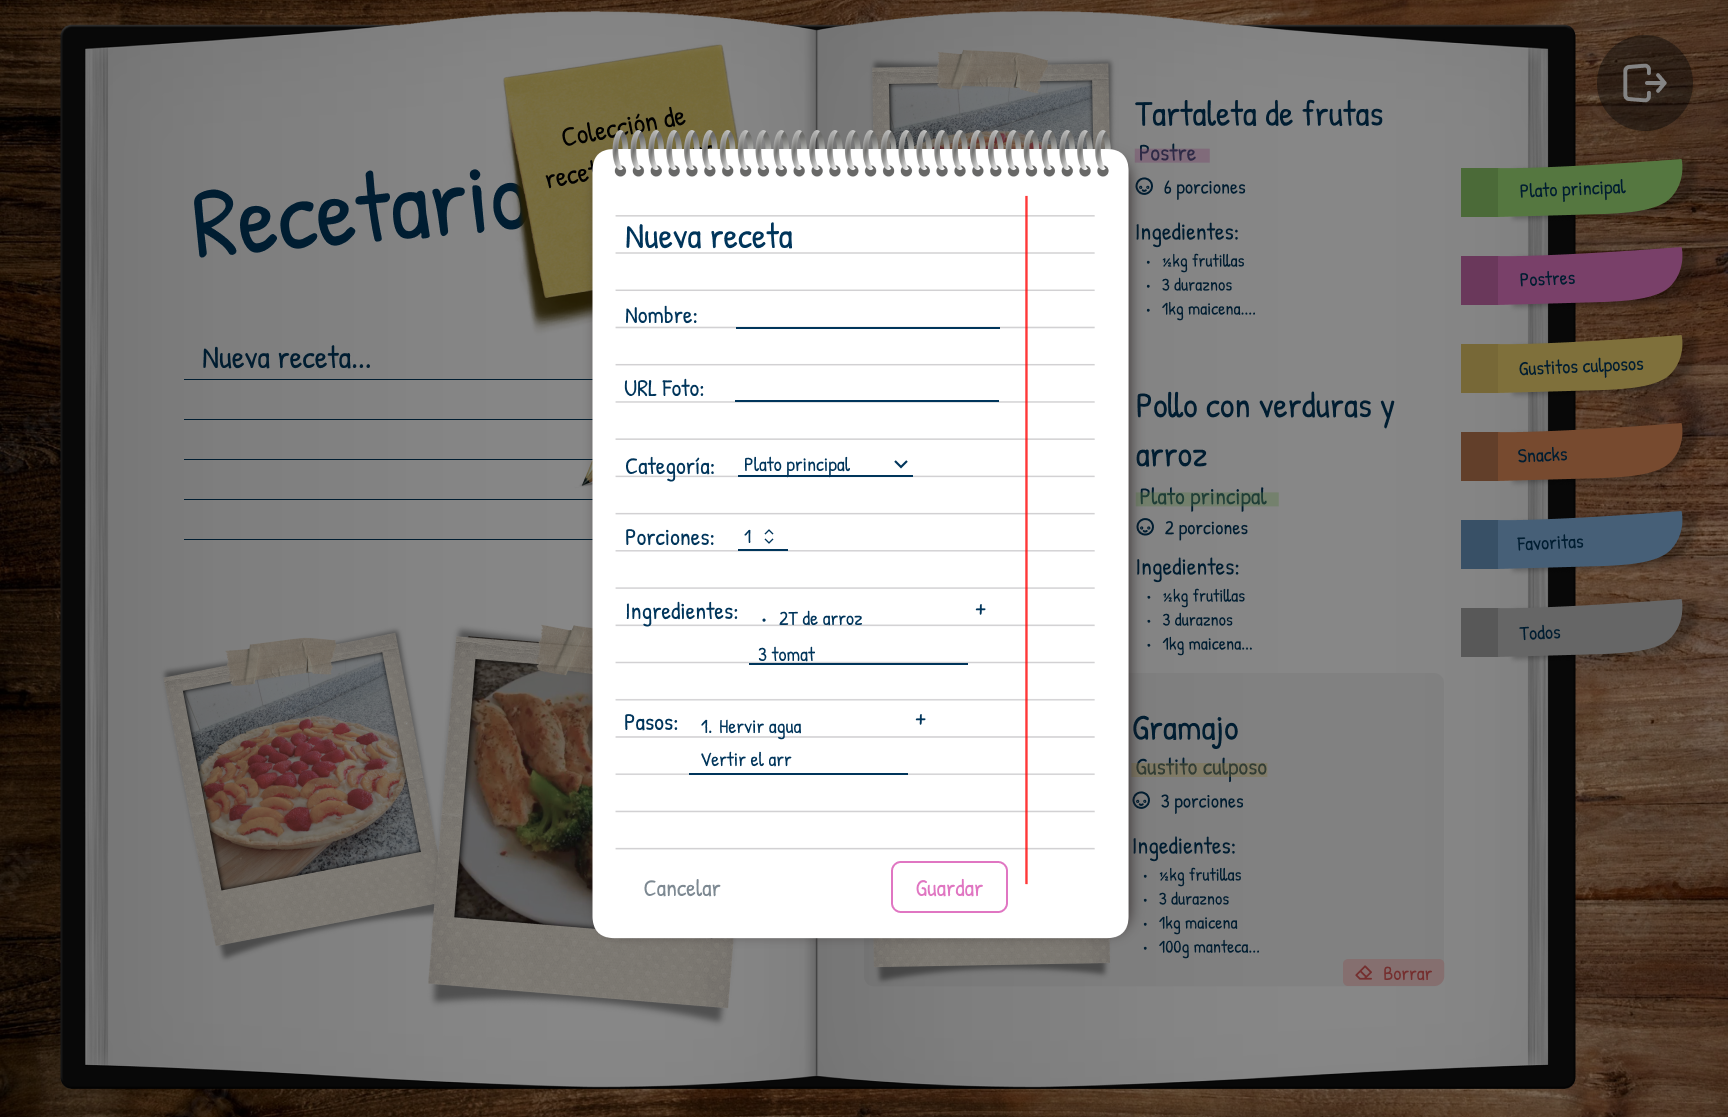 Recetario
Colección de
Nueva receta...
Nueva receta
Nombre:
URL Foto:
Categoría: Plato principal
Porciones: 1
Ingredientes: • 2T de arroz +
3 tomat
Pasos: 1. Hervir agua +
Vertir el arr
Cancelar Guardar
Tartaleta de frutas
Postre
6 porciones
Ingedientes:
• ½kg frutillas
• 3 duraznos
• 1kg maicena....
Pollo con verduras y
arroz
Plato principal
2 porciones
Ingedientes:
• ½kg frutillas
• 3 duraznos
• 1kg maicena...
Gramajo
Gustito culposo
3 porciones
Ingedientes:
• ½kg frutillas
• 3 duraznos
• 1kg maicena
• 100g manteca...
Borrar
Plato principal
Postres
Gustitos culposos
Snacks
Favoritas
Todos